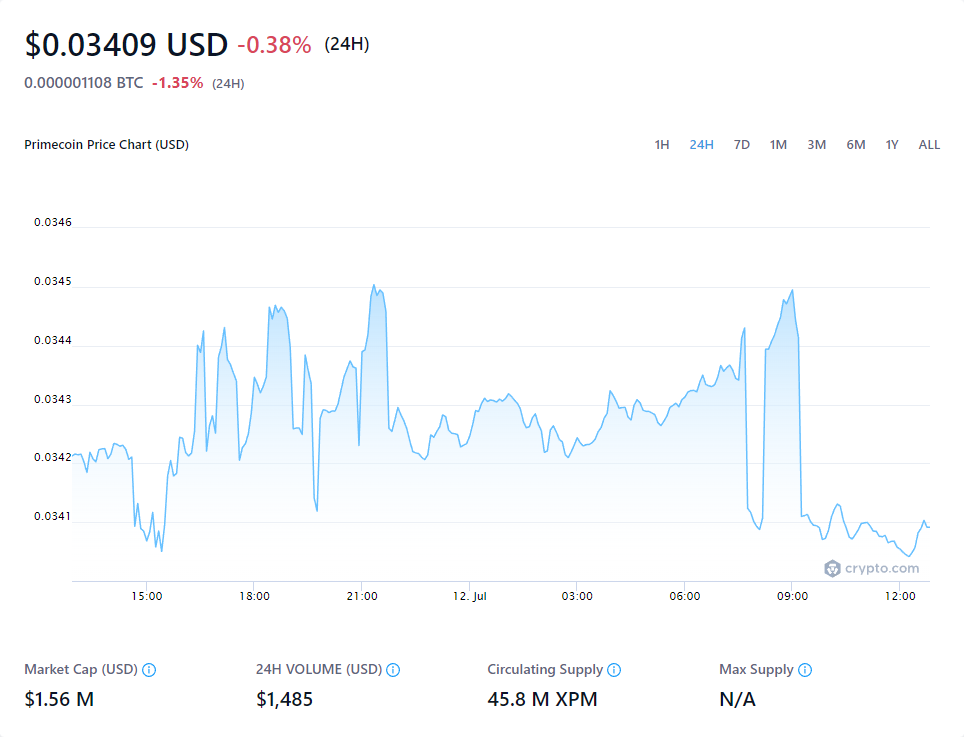 $0.03409 USD -0.38% (24H)
0.000001108 BTC -1.35% (24H)
Primecoin Price Chart (USD) 1H 24H 7D 1M 3M 6M 1Y ALL
0.0346
0.0345
0.0344
0.0343
0.0342
0.0341
crypto.com
15:00 18:00 21:00 12. Jul 03:00 06:00 09:00 12:00
Market Cap (USD) 24H VOLUME (USD) Circulating Supply Max Supply
$1.56 M $1,485 45.8 M XPM N/A